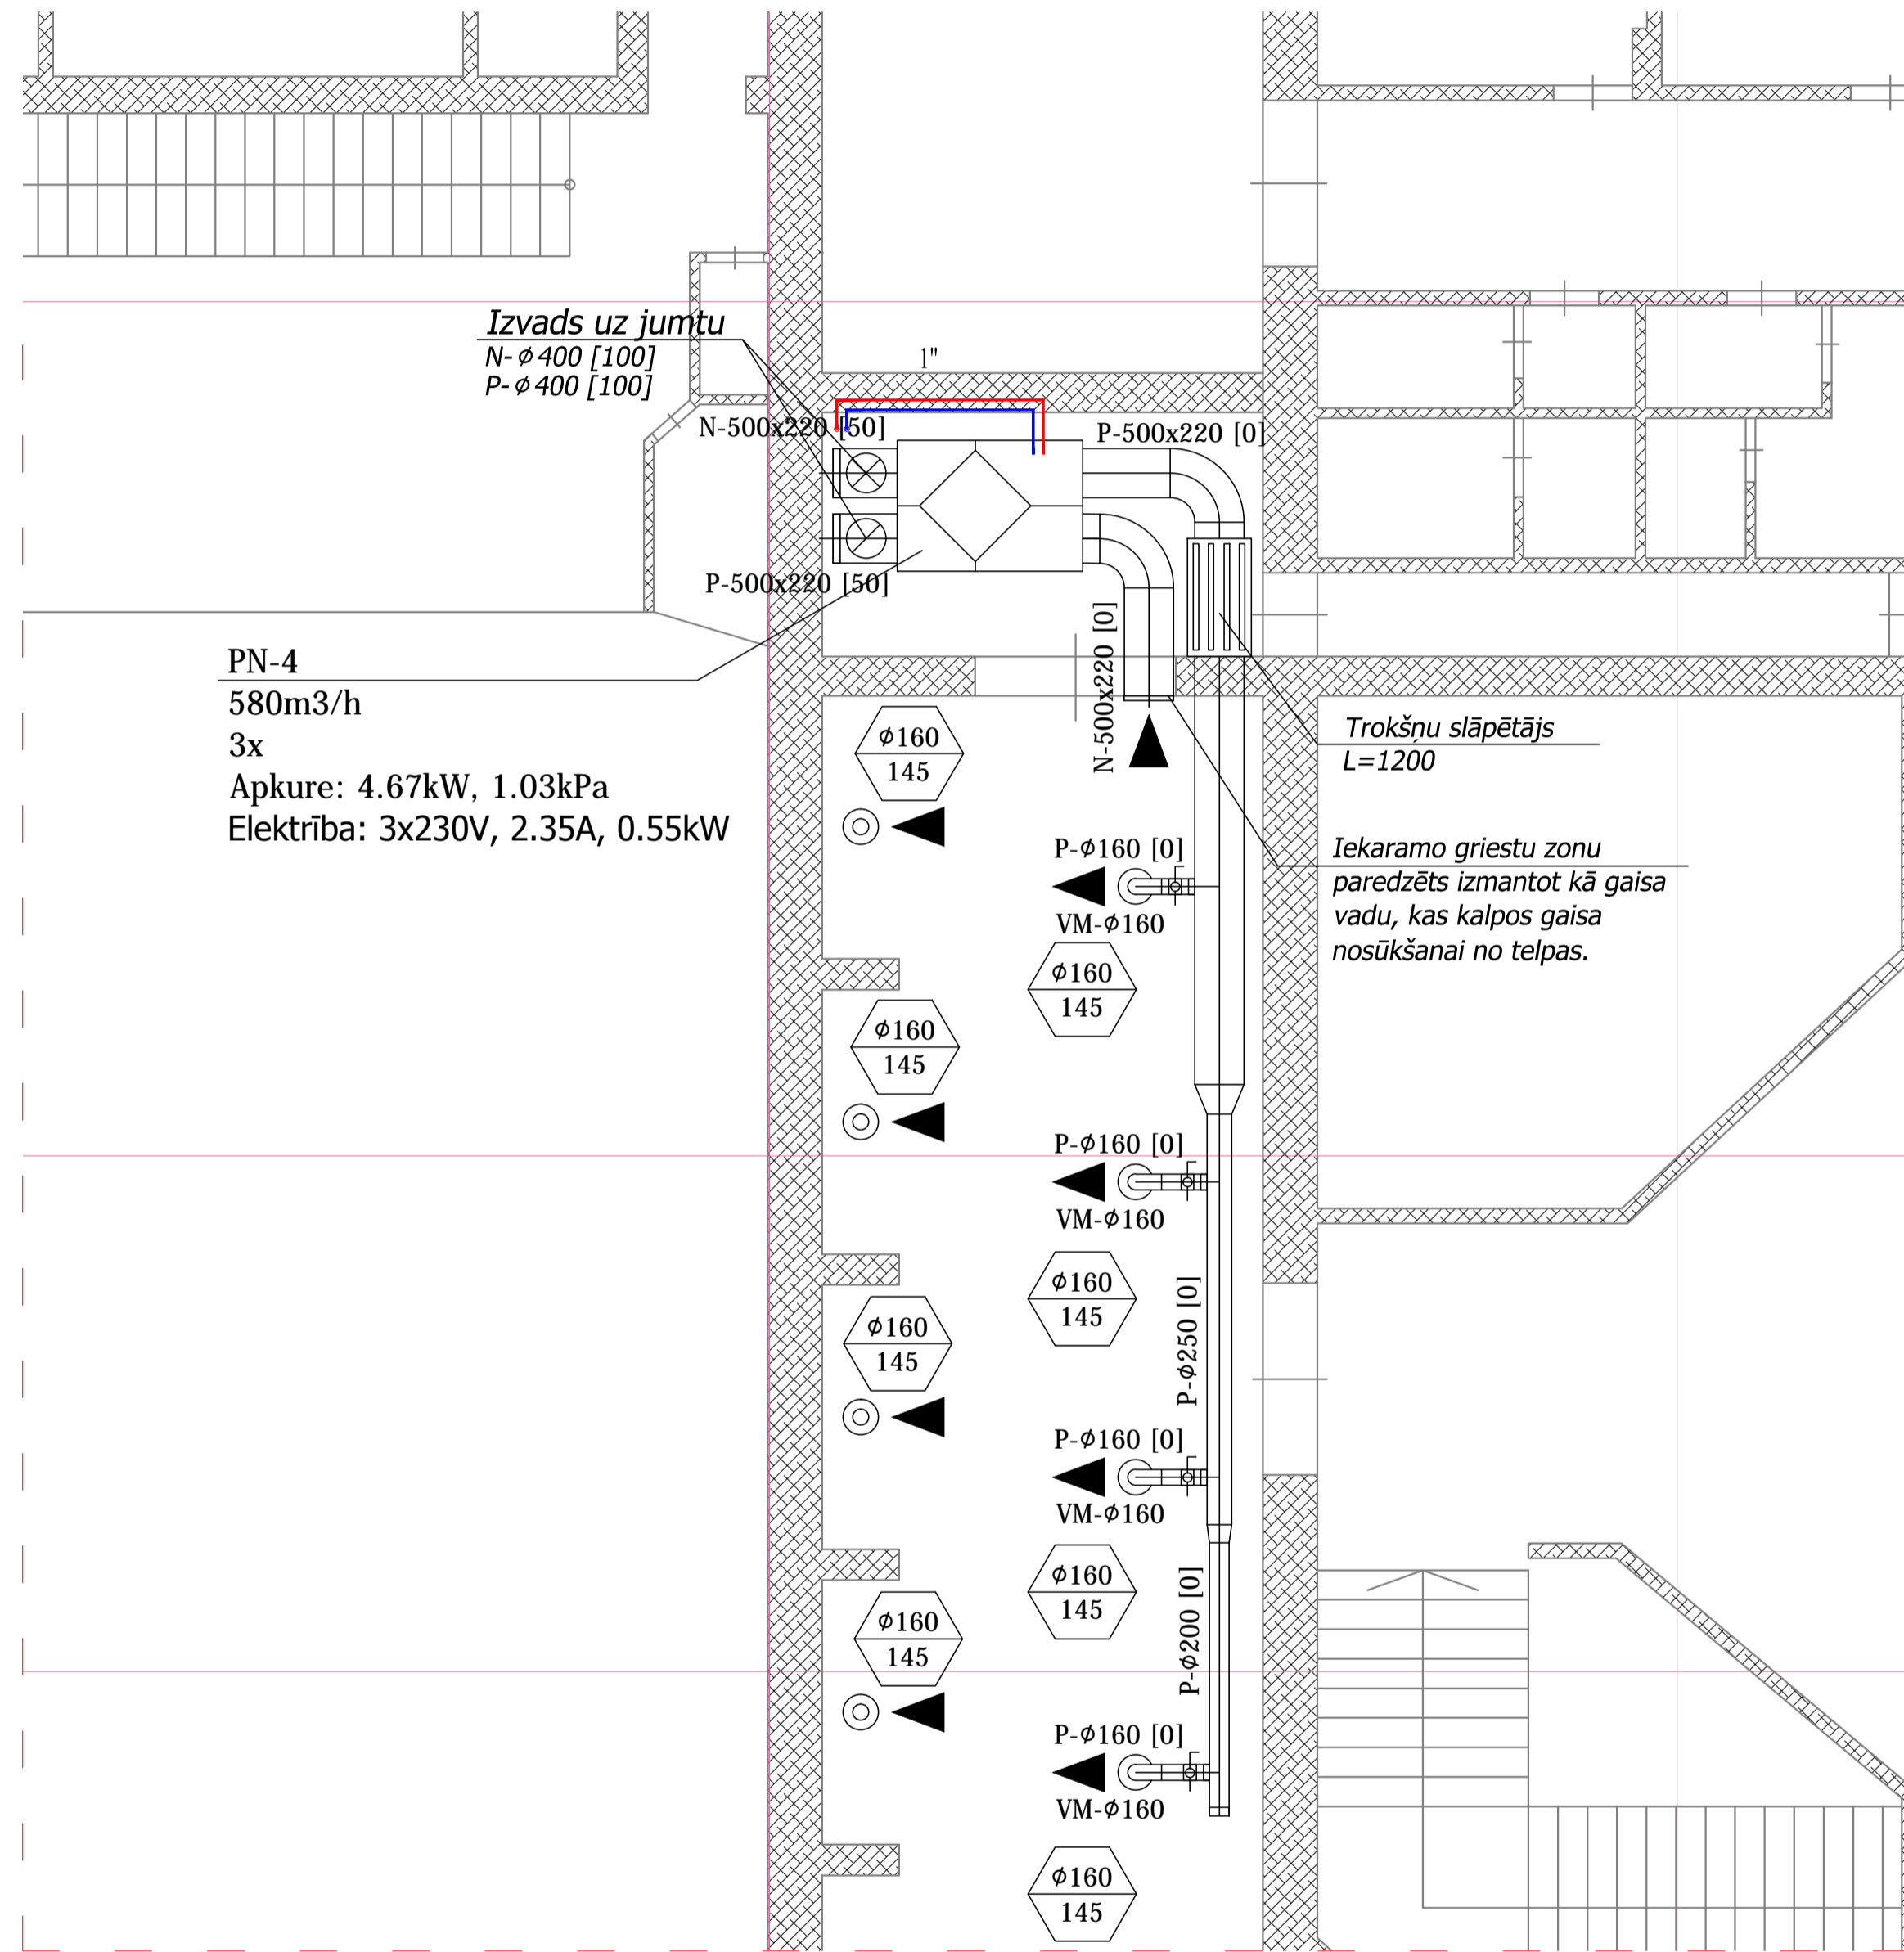 Izvads uz jumtu
N-ϕ400 [100]
P-ϕ400 [100]
1"
N-500x220 [50]
P-500x220 [0]
P-500x220 [50]
N-500x220 [0]
PN-4
580m3/h
3x
Apkure: 4.67kW, 1.03kPa
Elektrība: 3x230V, 2.35A, 0.55kW
Trokšņu slāpētājs
L=1200
Iekaramo griestu zonu
paredzēts izmantot kā gaisa
vadu, kas kalpos gaisa
nosūkšanai no telpas.
ϕ160
145
P-ϕ160 [0]
VM-ϕ160
ϕ160
145
ϕ160
145
P-ϕ160 [0]
VM-ϕ160
ϕ160
145
P-ϕ250 [0]
ϕ160
145
P-ϕ160 [0]
VM-ϕ160
ϕ160
145
P-ϕ200 [0]
ϕ160
145
P-ϕ160 [0]
VM-ϕ160
ϕ160
145